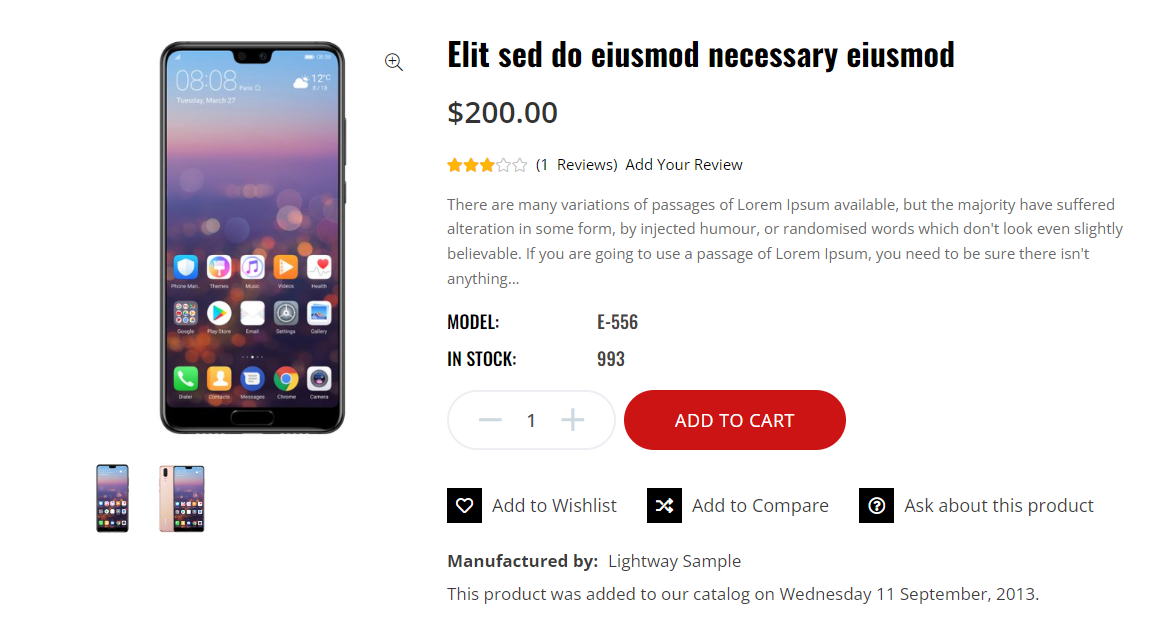 Elit sed do eiusmod necessary eiusmod
$200.00
(1 Reviews) Add Your Review
There are many variations of passages of Lorem Ipsum available, but the majority have suffered
alteration in some form, by injected humour, or randomised words which don't look even slightly
believable. If you are going to use a passage of Lorem Ipsum, you need to be sure there isn't
anything...
MODEL: E-556
IN STOCK: 993
1
ADD TO CART
Add to Wishlist
Add to Compare
Ask about this product
Manufactured by: Lightway Sample
This product was added to our catalog on Wednesday 11 September, 2013.
08:08 Paris
12°C
8 / 18
Tuesday, March 27
Phone Man.. Themes Music Videos Health
Google Play Store Email Settings Gallery
Dialer Contacts Messages Chrome Camera